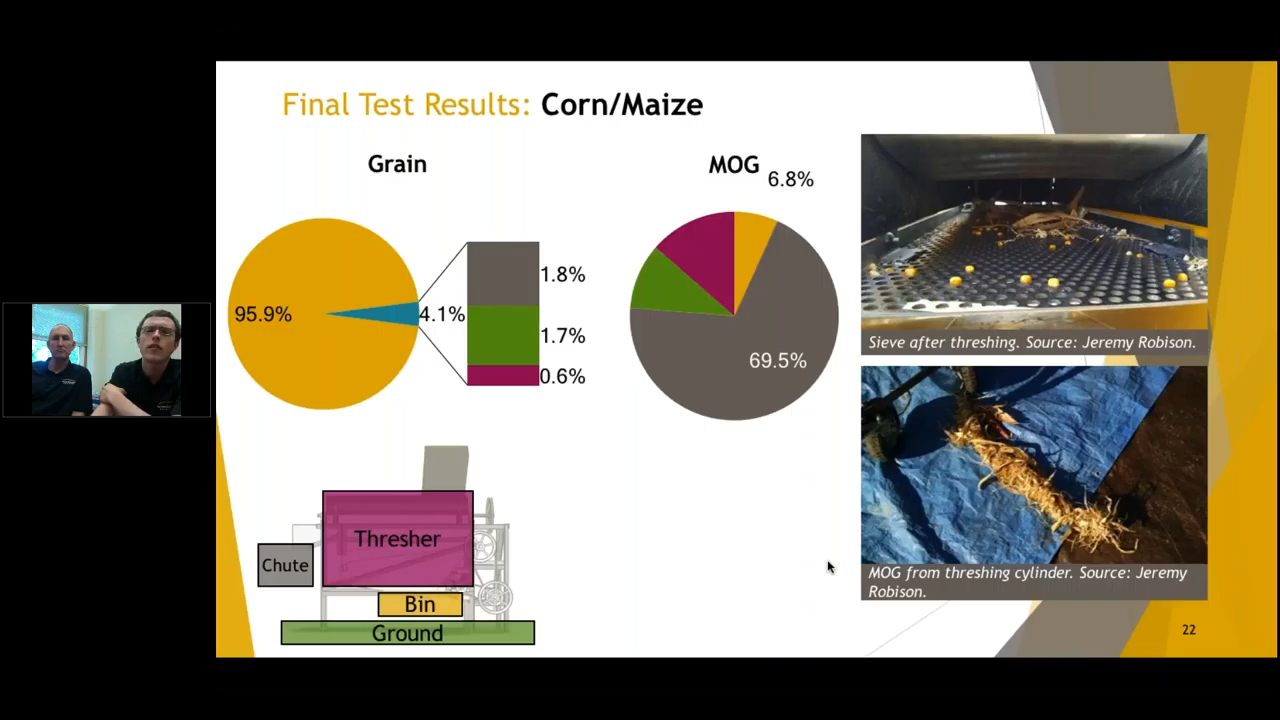 Final Test Results: Corn/Maize
Grain
MOG
6.8%
95.9%
4.1%
1.8%
1.7%
0.6%
69.5%
Sieve after threshing. Source: Jeremy Robison.
Thresher
Chute
Bin
Ground
MOG from threshing cylinder. Source: Jeremy
Robison.
22